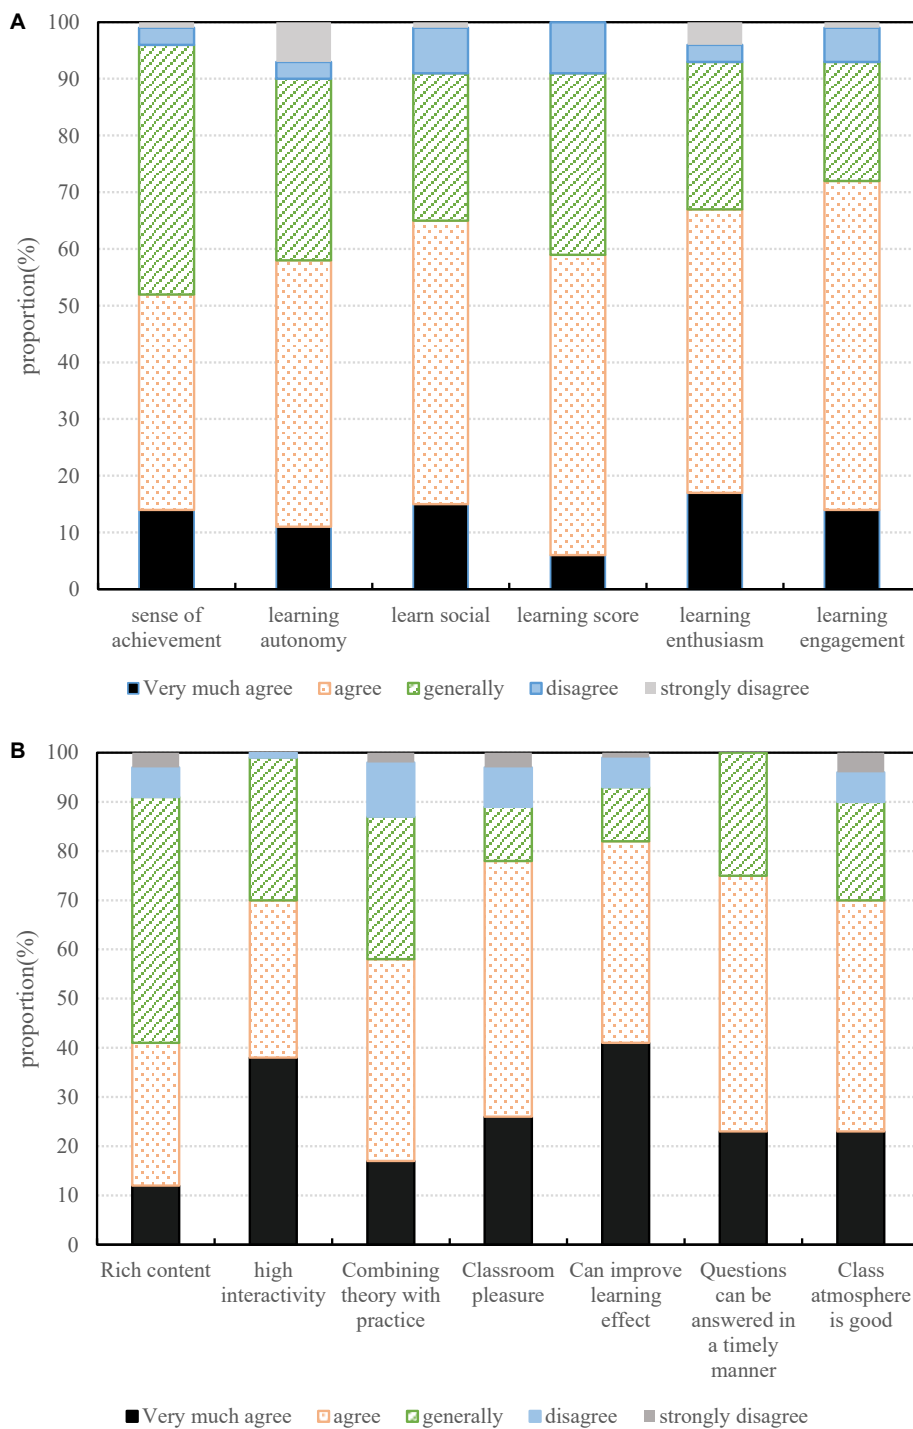 A
proportion(%)
100
90
80
70
60
50
40
30
20
10
0
sense of
achievement
learning
autonomy
learn social
learning score
learning
enthusiasm
learning
engagement
Very much agree
agree
generally
disagree
strongly disagree
B
proportion(%)
100
90
80
70
60
50
40
30
20
10
0
Rich content
high
interactivity
Combining
theory with
practice
Classroom
pleasure
Can improve
learning
effect
Questions
can be
answered in
a timely
manner
Class
atmosphere
is good
Very much agree
agree
generally
disagree
strongly disagree